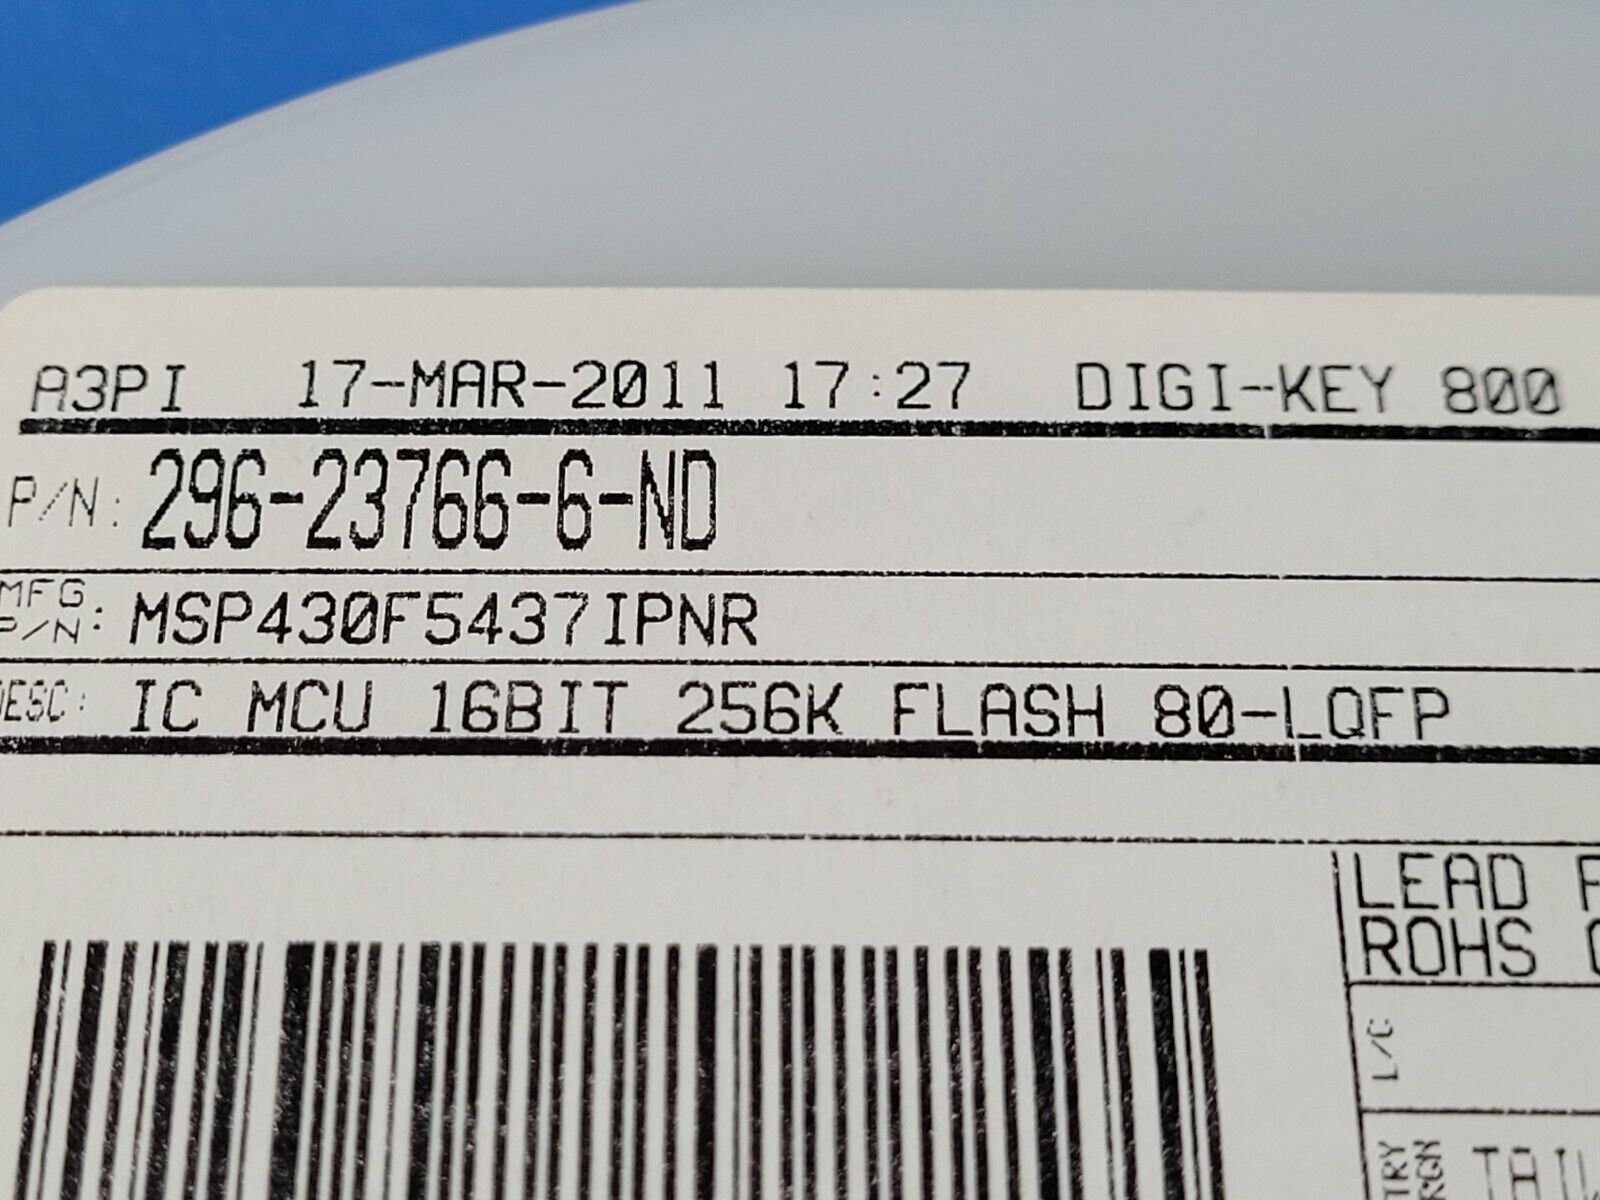 A3PI 17-MAR-2011 17:27 DIGI-KEY 800
P/N: 296-23766-6-ND
MFG P/N: MSP430F5437IPNR
DESC: IC MCU 16BIT 256K FLASH 80-LQFP
LEAD
ROHS
L/C